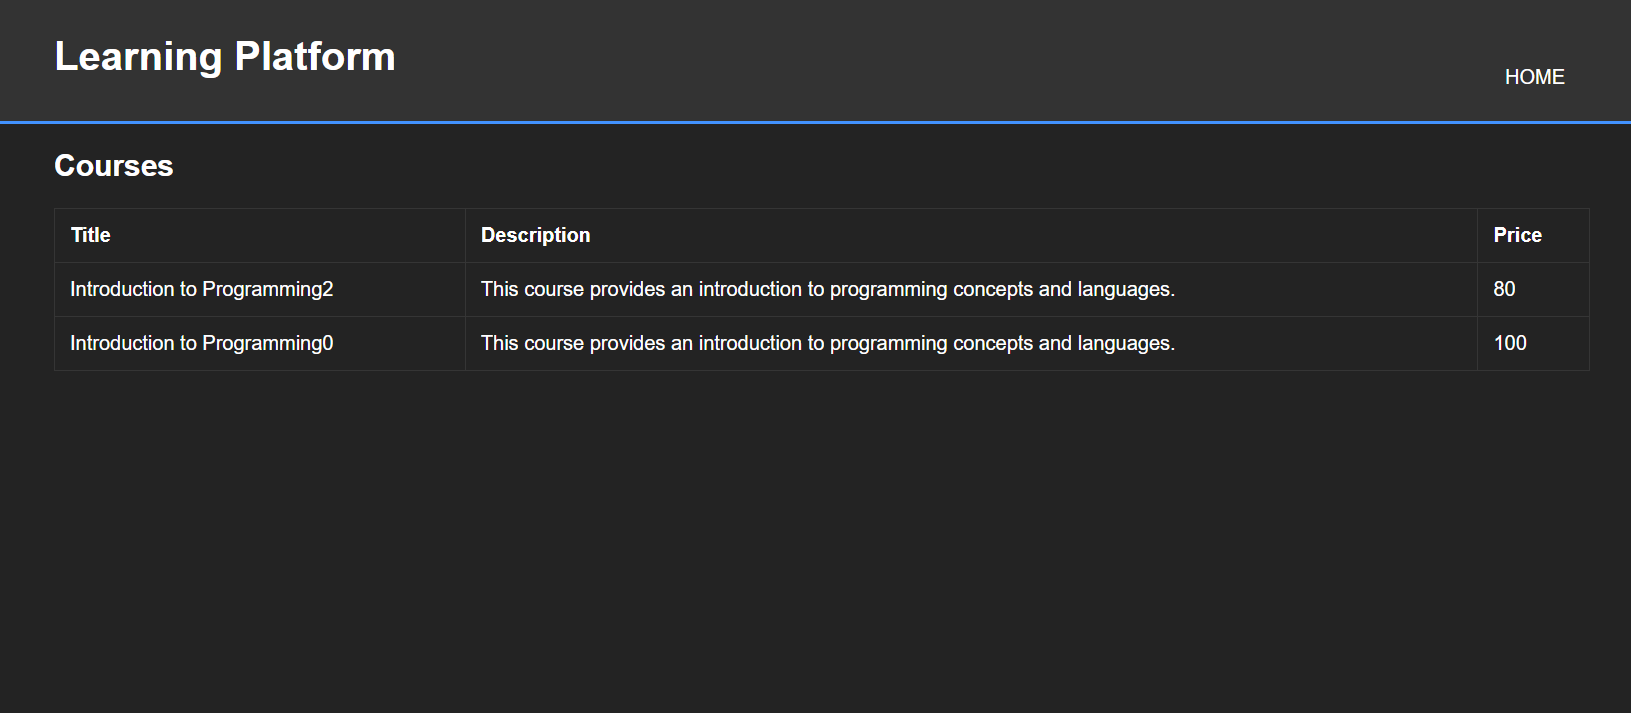 Learning Platform
HOME
Courses
Title Description Price
Introduction to Programming2 This course provides an introduction to programming concepts and languages. 80
Introduction to Programming0 This course provides an introduction to programming concepts and languages. 100